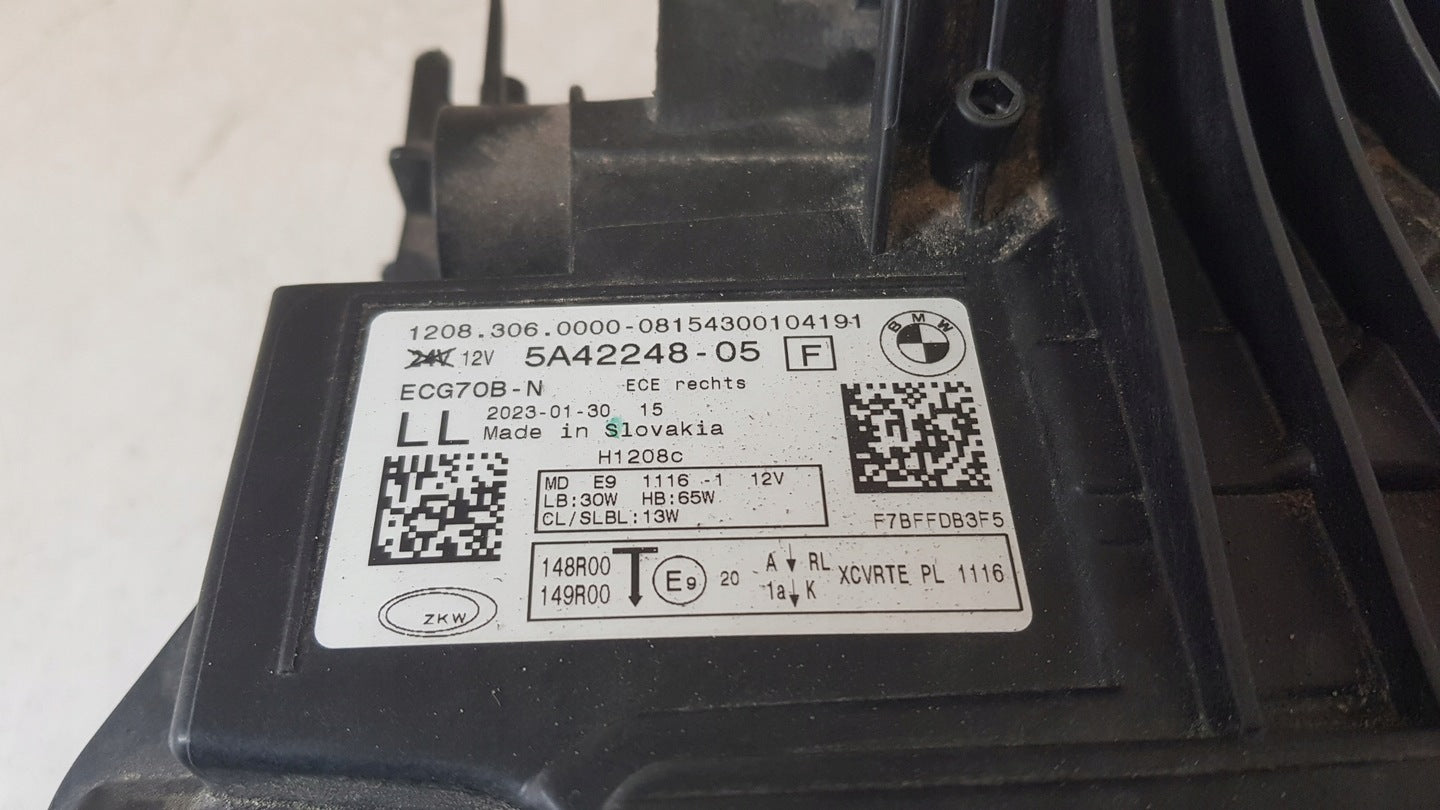 1208.306.0000-08154300104191
24V 12V 5A42248-05 F
BMW
ECG70B-N ECE rechts
LL 2023-01-30 15
Made in Slovakia
H1208c
MD E9 1116 -1 12V
LB:30W HB:65W
CL/SLBL:13W
F7BFFDB3F5
148R00 T E9 20 A↓ RL XCVRTE PL 1116
149R00 1a↓ K
ZKW